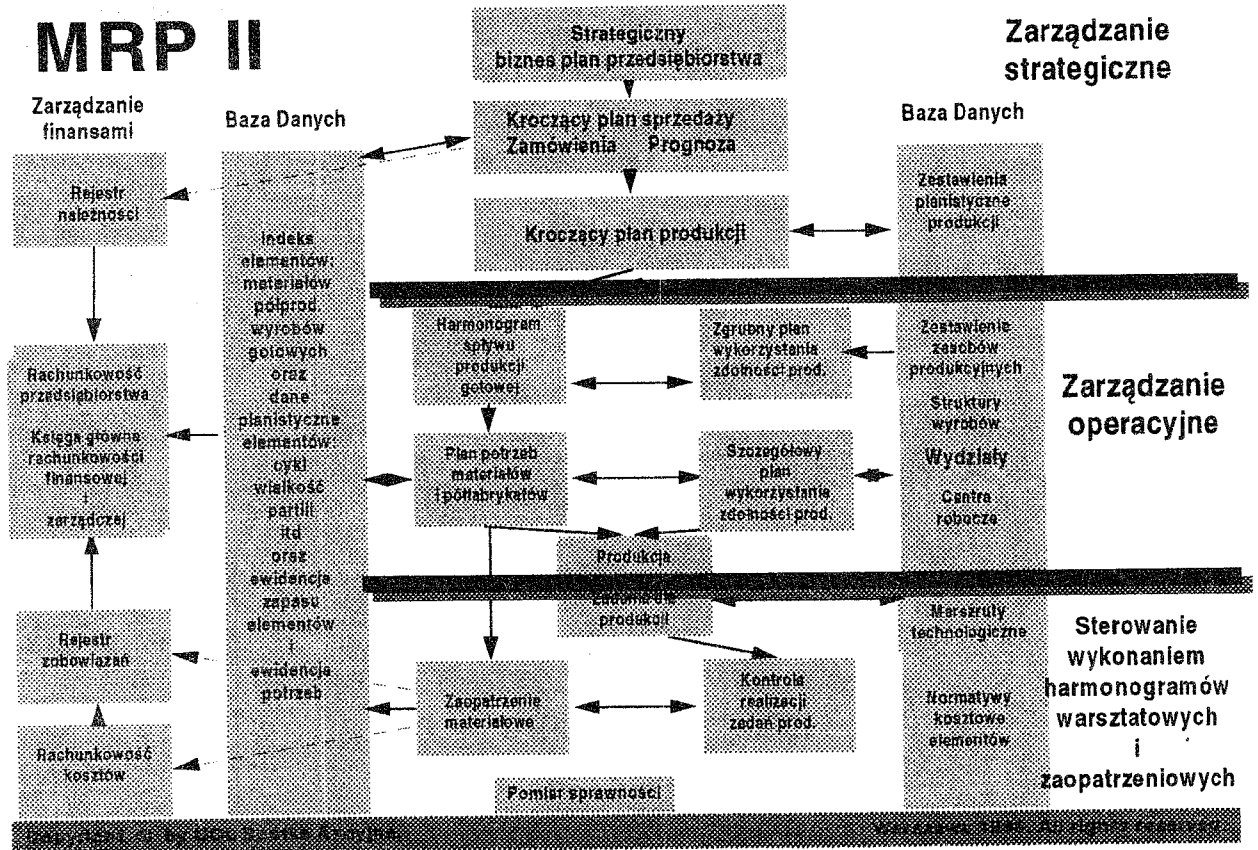 MRP II
Strategiczny
biznes plan przedsiębiorstwa
Zarządzanie
strategiczne
Zarządzanie
finansami
Baza Danych
Kroczący plan sprzedaży
Zamówienia Prognoza
Baza Danych
Rejestr
należności
Kroczący plan produkcji
Zestawienia
planistyczne
produkcji
Indeks
elementów:
materiałów
półprod.
wyrobów
gotowych
oraz
dane
planistyczne
elementów:
cykl
wielkość
partii
itd
oraz
ewidencja
zapasu
elementów
i
ewidencja
potrzeb
Harmonogram
spływu
produkcji
gotowej
Zgrubny plan
wykorzystania
zdolności prod.
Zestawienie
zasobów
produkcyjnych
Struktury
wyrobów
Wydziały
Centra
robocze
Zarządzanie
operacyjne
Rachunkowość
przedsiębiorstwa
Księga główna
rachunkowości
finansowej
i
zarządczej
Plan potrzeb
materiałów
i półfabrykatów
Szczegółowy
plan
wykorzystania
zdolności prod.
Produkcja
produkcji
Marszruty
technologiczne
Normatywy
kosztowe
elementów
Sterowanie
wykonaniem
harmonogramów
warsztatowych
i
zaopatrzeniowych
Rejestr
zobowiązań
Zaopatrzenie
materiałowe
Kontrola
realizacji
zadań prod.
Rachunkowość
kosztów
Pomiar sprawności
All rights reserved